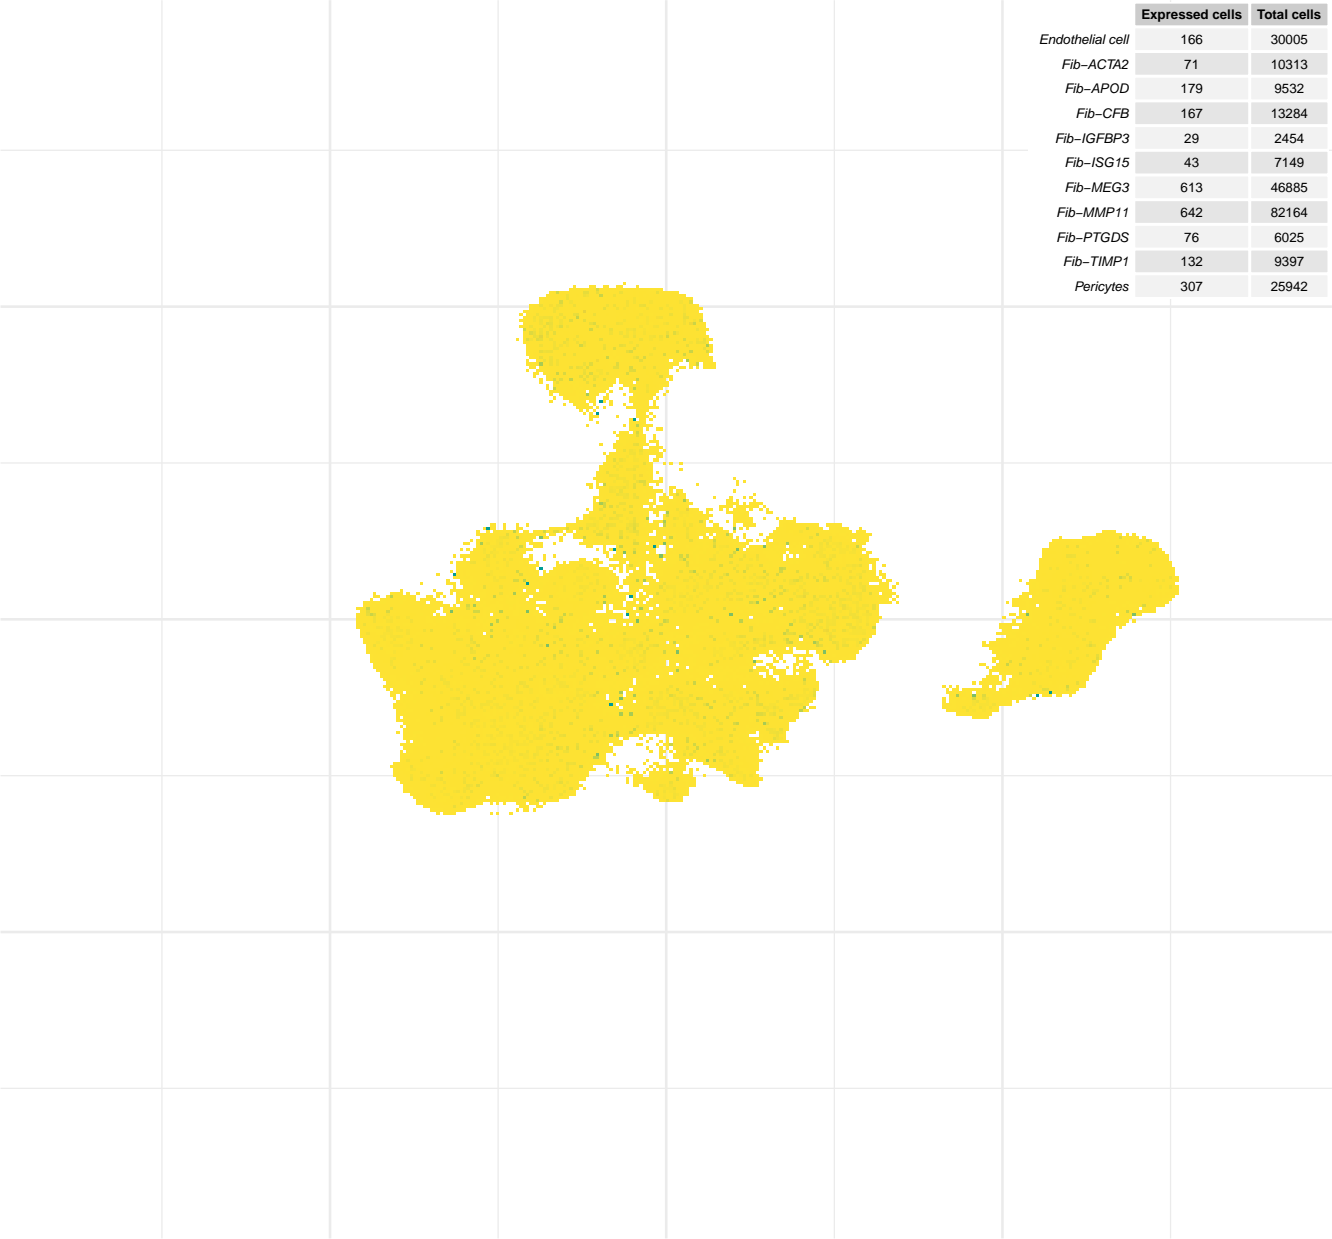 Expressed cells Total cells
Endothelial cell 166 30005
Fib−ACTA2 71 10313
Fib−APOD 179 9532
Fib−CFB 167 13284
Fib−IGFBP3 29 2454
Fib−ISG15 43 7149
Fib−MEG3 613 46885
Fib−MMP11 642 82164
Fib−PTGDS 76 6025
Fib−TIMP1 132 9397
Pericytes 307 25942